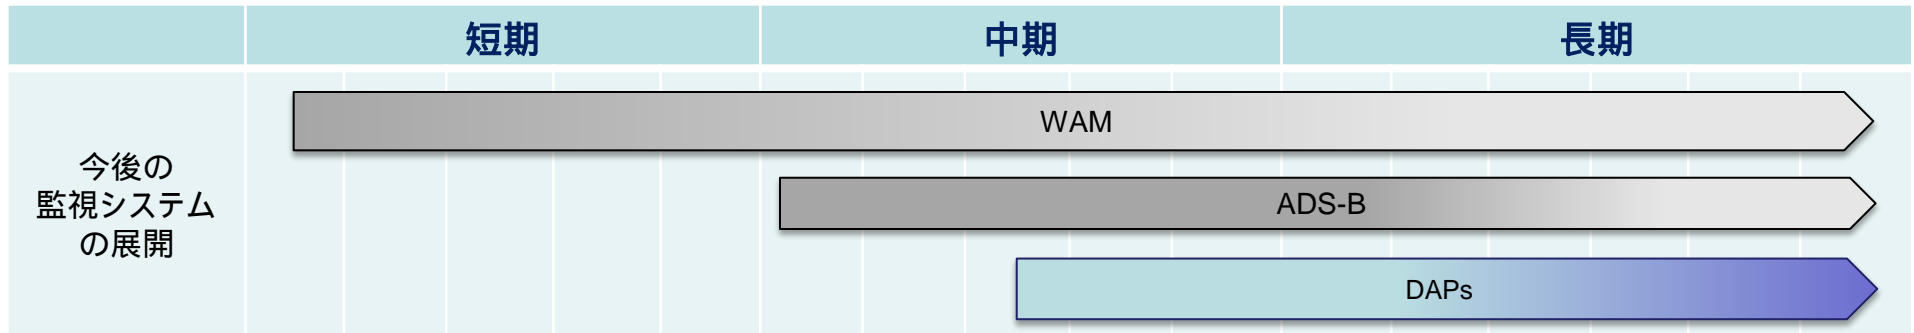 短期
中期
長期
今後の
監視システム
の展開
WAM
ADS-B
DAPs